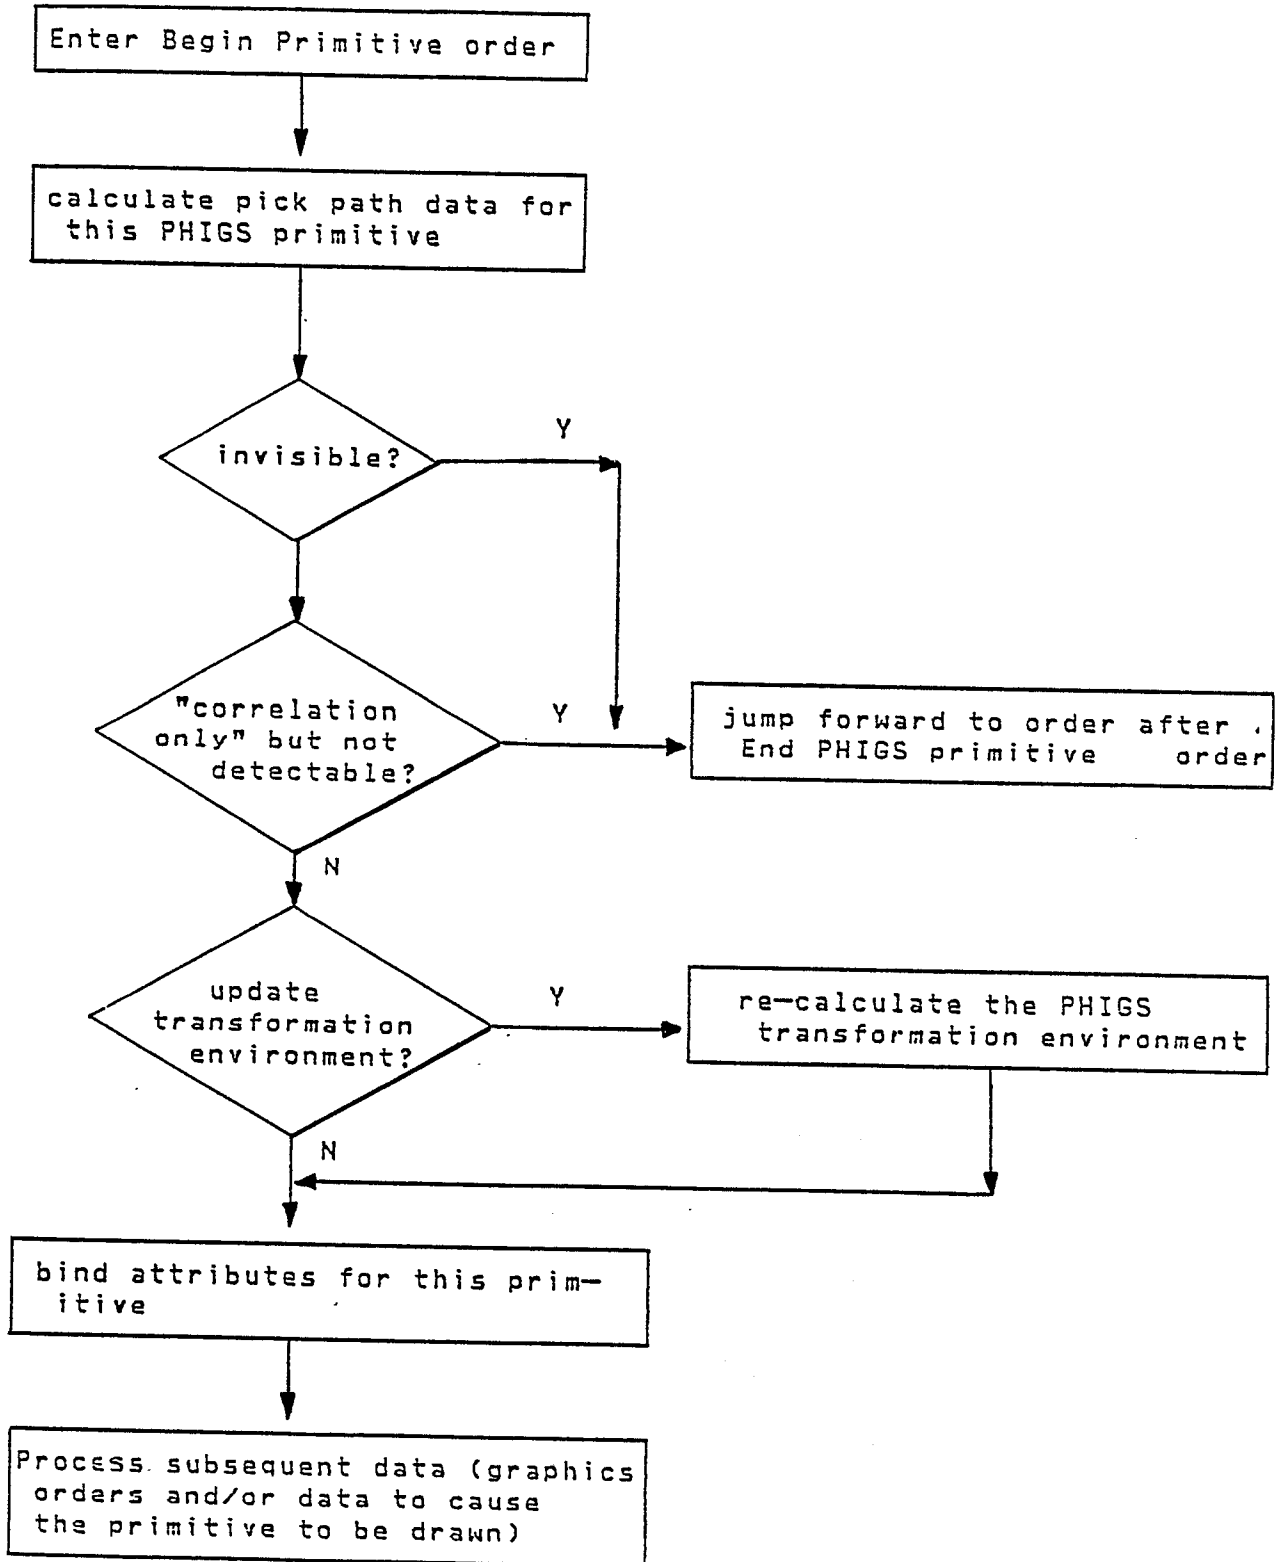 Enter Begin Primitive order
calculate pick path data for
this PHIGS primitive
invisible?
Y
"correlation
only" but not
detectable?
Y
jump forward to order after
End PHIGS primitive order
N
update
transformation
environment?
Y
re-calculate the PHIGS
transformation environment
N
bind attributes for this prim-
itive
Process subsequent data (graphics
orders and/or data to cause
the primitive to be drawn)